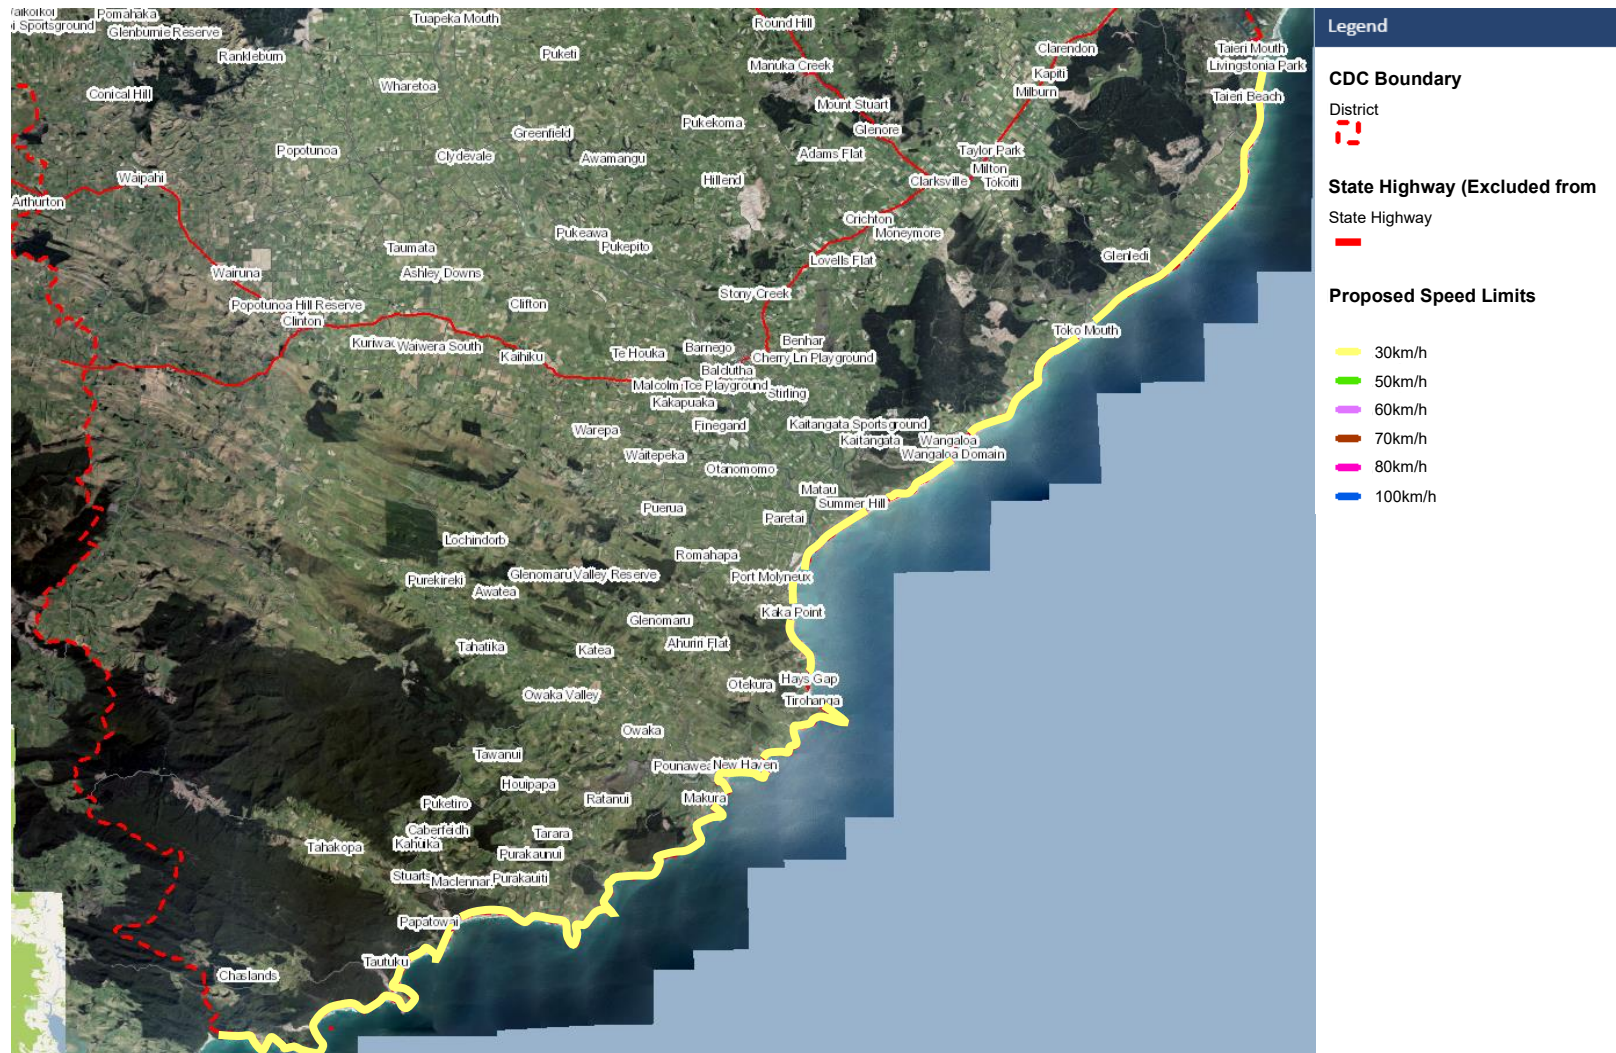 Pomahaka
Tuapeka Mouth
Round Hill
Sportsground
Glenburnie Reserve
Clarendon
Taieri Mouth
Rankleburn
Puketi
Manuka Creek
Kapiti
Livingstonia Park
Conical Hill
Wharetoa
Milburn
Taieri Beach
Mount Stuart
Pukekoma
Glenore
Greenfield
Popotunoa
Clydevale
Awamangu
Adams Flat
Taylor Park
Waipahi
Hillend
Clarksville
Milton
Tokoiti
Arthurton
Crichton
Pukeawa
Moneymore
Taumata
Pukepito
Glenledi
Lovells Flat
Wairuna
Ashley Downs
Stony Creek
Popotunoa Hill Reserve
Clifton
Clinton
Toko Mouth
Benhar
Waiwera South
Barnego
Kaihiku
Te Houka
Cherry Ln Playground
Balclutha
Malcolm Tce Playground
Stirling
Kakapuaka
Finegand
Kaitangata Sportsground
Warepa
Kaitangata
Wangaloa
Waitepeka
Wangaloa Domain
Otanomomo
Matau
Puerua
Summer Hill
Paretai
Lochindorb
Romahapa
Purekireki
Glenomaru Valley Reserve
Port Molyneux
Awatea
Kaka Point
Glenomaru
Tahatika
Katea
Ahuriri Flat
Hays Gap
Otekura
Owaka Valley
Tirohanga
Owaka
Tawanui
Pounawea
New Haven
Houipapa
Puketiro
Ratanui
Makura
Caberfeidh
Tarara
Tahakopa
Kahuika
Purakaunui
Stuarts
Maclennan
Purakauiti
Papatowai
Tautuku
Chaslands
Legend
CDC Boundary
District
State Highway (Excluded from
State Highway
Proposed Speed Limits
30km/h
50km/h
60km/h
70km/h
80km/h
100km/h